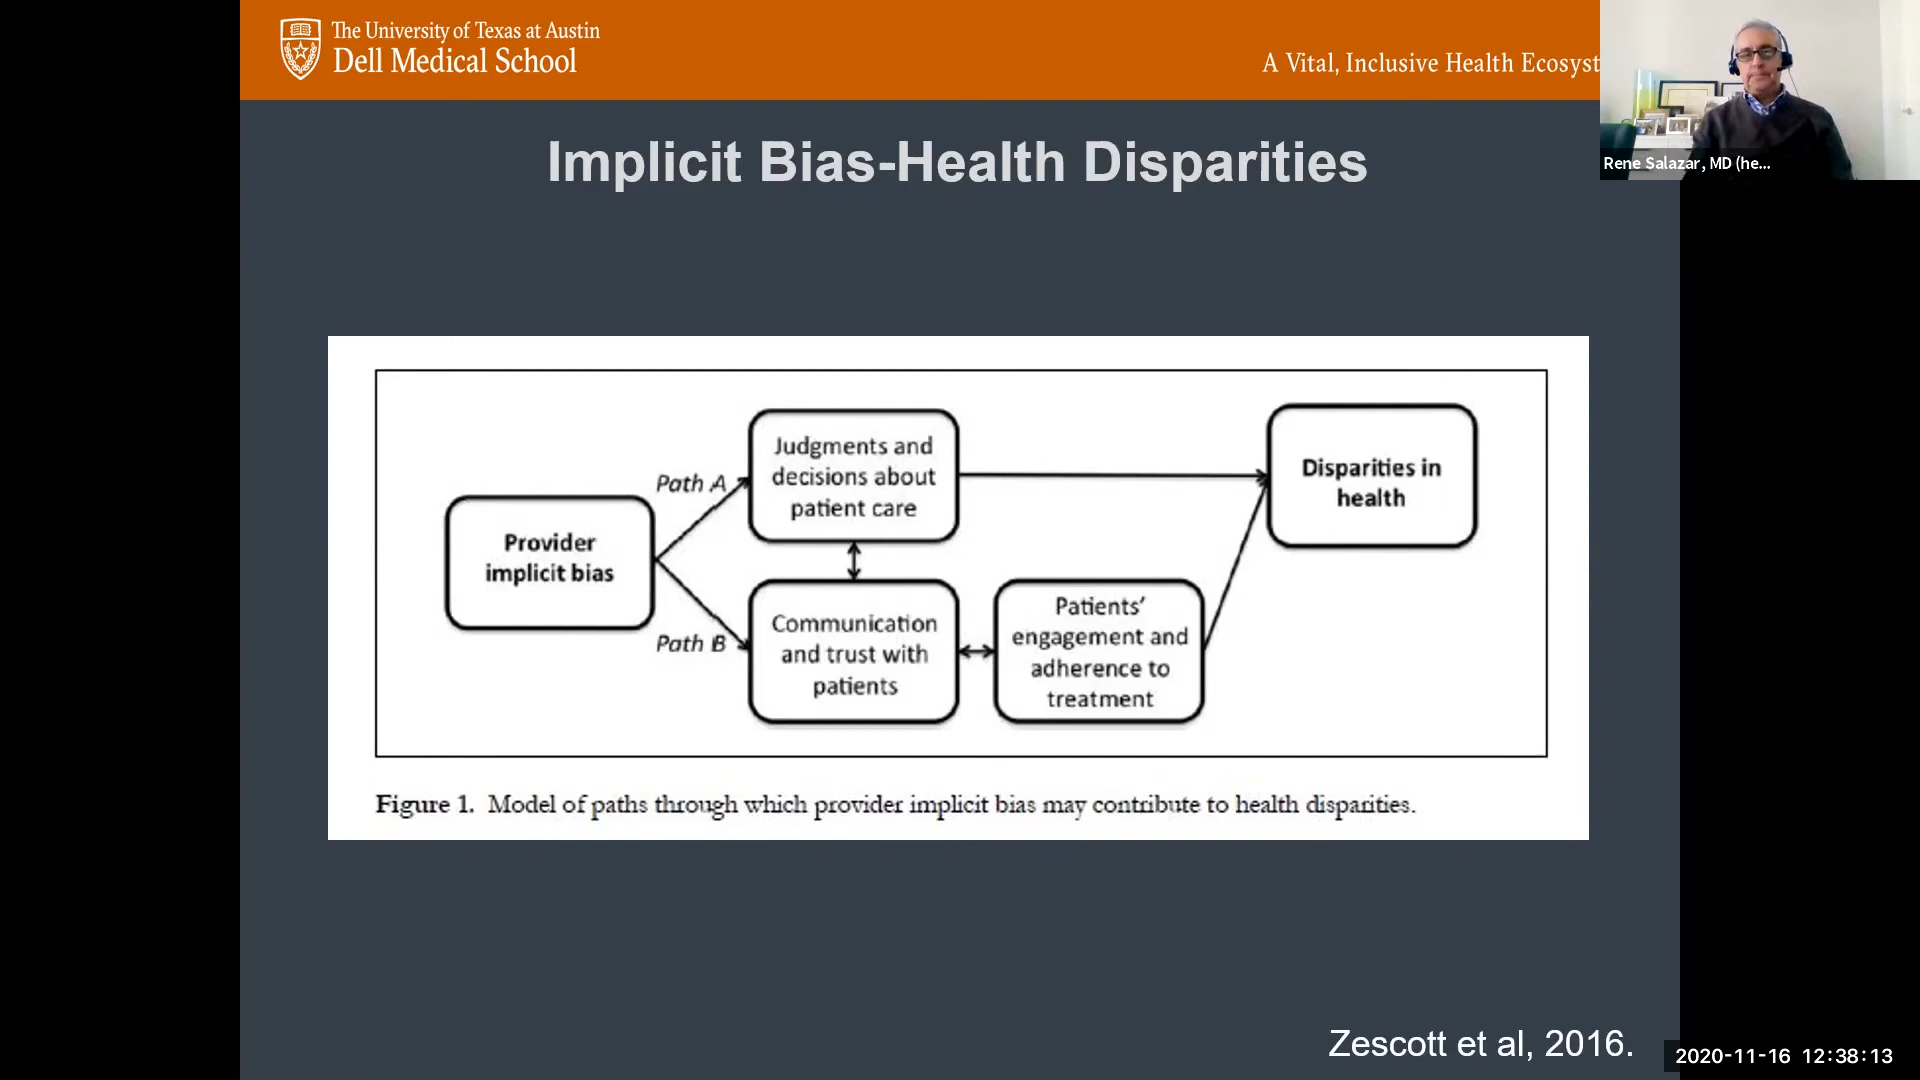 The University of Texas at Austin
Dell Medical School
A Vital, Inclusive Health Ecosyst
Rene Salazar, MD (he...
Implicit Bias-Health Disparities
Provider
implicit bias
Path A
Path B
Judgments and
decisions about
patient care
Communication
and trust with
patients
Patients’
engagement and
adherence to
treatment
Disparities in
health
Figure 1. Model of paths through which provider implicit bias may contribute to health disparities.
Zescott et al, 2016.
2020-11-16 12:38:13